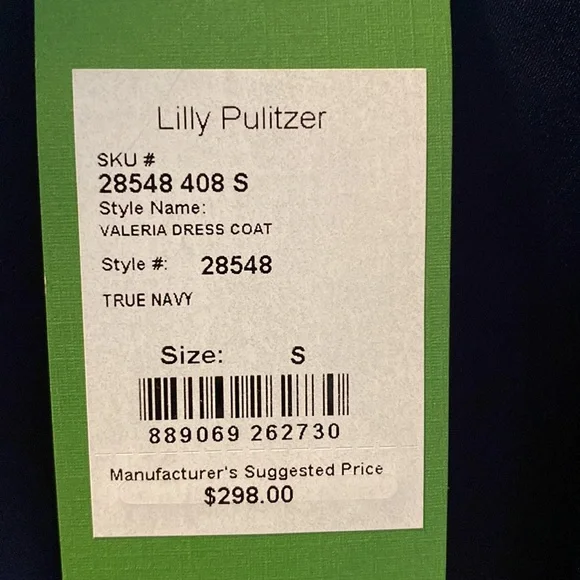 Lilly Pulitzer
SKU #
28548 408 S
Style Name:
VALERIA DRESS COAT
Style #: 28548
TRUE NAVY
Size: S
889069 262730
Manufacturer's Suggested Price
$298.00